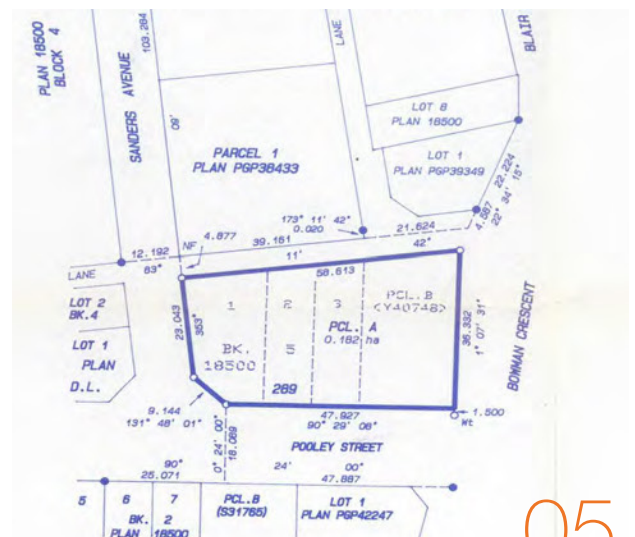 PLAN 18500
BLOCK 4
SANDERS AVENUE
103.284
09'
LANE
BLAIR
LOT 8
PLAN 18500
LOT 1
PLAN PGP39349
PARCEL 1
PLAN PGP38433
22.224
22° 34' 15"
4.587
173° 11' 42"
0.020
21.624
42"
39.161
11'
4.877
NF
12.192
83°
LANE
58.613
LOT 2
BK.4
LOT 1
PLAN
D.L.
23.043
353°
1
2
3
PCL.B
(Y40748)
PCL. A
0.182 ha
BK.
18500
5
289
36.332
1° 07' 31"
BOWMAN CRESCENT
9.144
131° 48' 01"
47.927
90° 29' 06"
1.500
Wt
0° 24' 00"
18.069
POOLEY STREET
90°
25.071
24'
00"
47.887
5
6
7
BK. 2
PLAN 18500
PCL.B
(S31765)
LOT 1
PLAN PGP42247
05